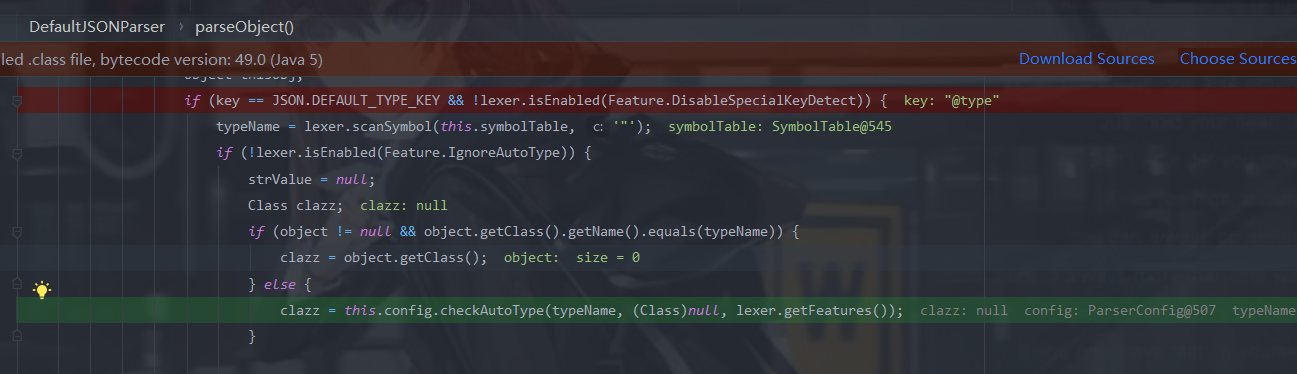 DefaultJSONParser › parseObject()
led .class file, bytecode version: 49.0 (Java 5) Download Sources Choose Sources
Object thisObj;
if (key == JSON.DEFAULT_TYPE_KEY && !lexer.isEnabled(Feature.DisableSpecialKeyDetect)) { key: "@type"
typeName = lexer.scanSymbol(this.symbolTable, c: '"'); symbolTable: SymbolTable@545
if (!lexer.isEnabled(Feature.IgnoreAutoType)) {
strValue = null;
Class clazz; clazz: null
if (object != null && object.getClass().getName().equals(typeName)) {
clazz = object.getClass(); object: size = 0
} else {
clazz = this.config.checkAutoType(typeName, (Class)null, lexer.getFeatures()); clazz: null config: ParserConfig@507 typeName
}